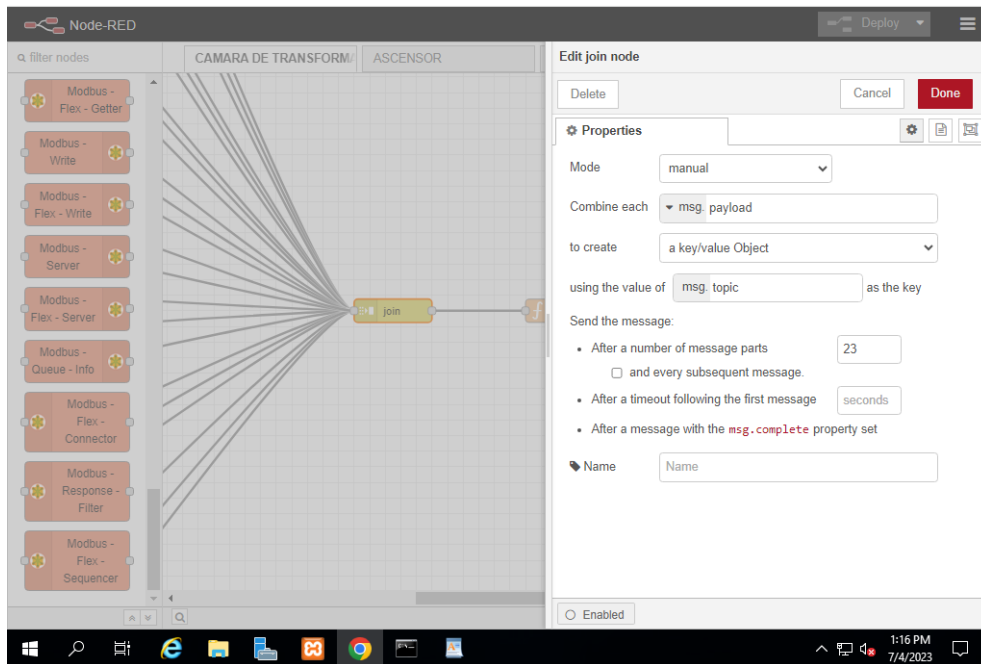 Node-RED
Deploy
filter nodes
CAMARA DE TRANSFORMA
ASCENSOR
Edit join node
Delete
Cancel
Done
Properties
Mode
manual
Combine each
msg. payload
to create
a key/value Object
using the value of
msg. topic
as the key
Send the message:
After a number of message parts
23
and every subsequent message.
After a timeout following the first message
seconds
After a message with the msg.complete property set
Name
Name
Enabled
Modbus -
Flex - Getter
Modbus -
Write
Modbus -
Flex - Write
Modbus -
Server
Modbus -
Flex - Server
Modbus -
Queue - Info
Modbus -
Flex -
Connector
Modbus -
Response -
Filter
Modbus -
Flex -
Sequencer
join
1:16 PM
7/4/2023